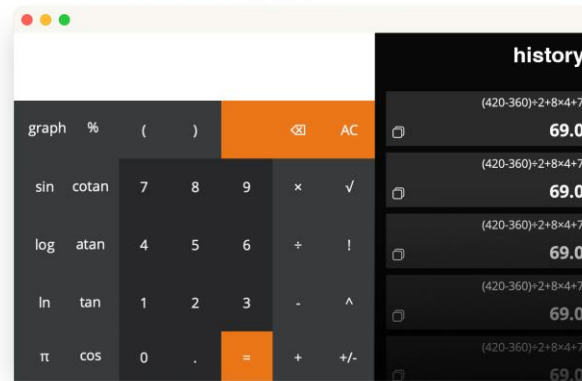 history
graph % ( ) ⌫ AC
sin cotan 7 8 9 × √
log atan 4 5 6 ÷ !
ln tan 1 2 3 - ^
π cos 0 . = + +/-
(420-360)÷2+8×4+7
69.0
(420-360)÷2+8×4+7
69.0
(420-360)÷2+8×4+7
69.0
(420-360)÷2+8×4+7
69.0
(420-360)÷2+8×4+7
69.0